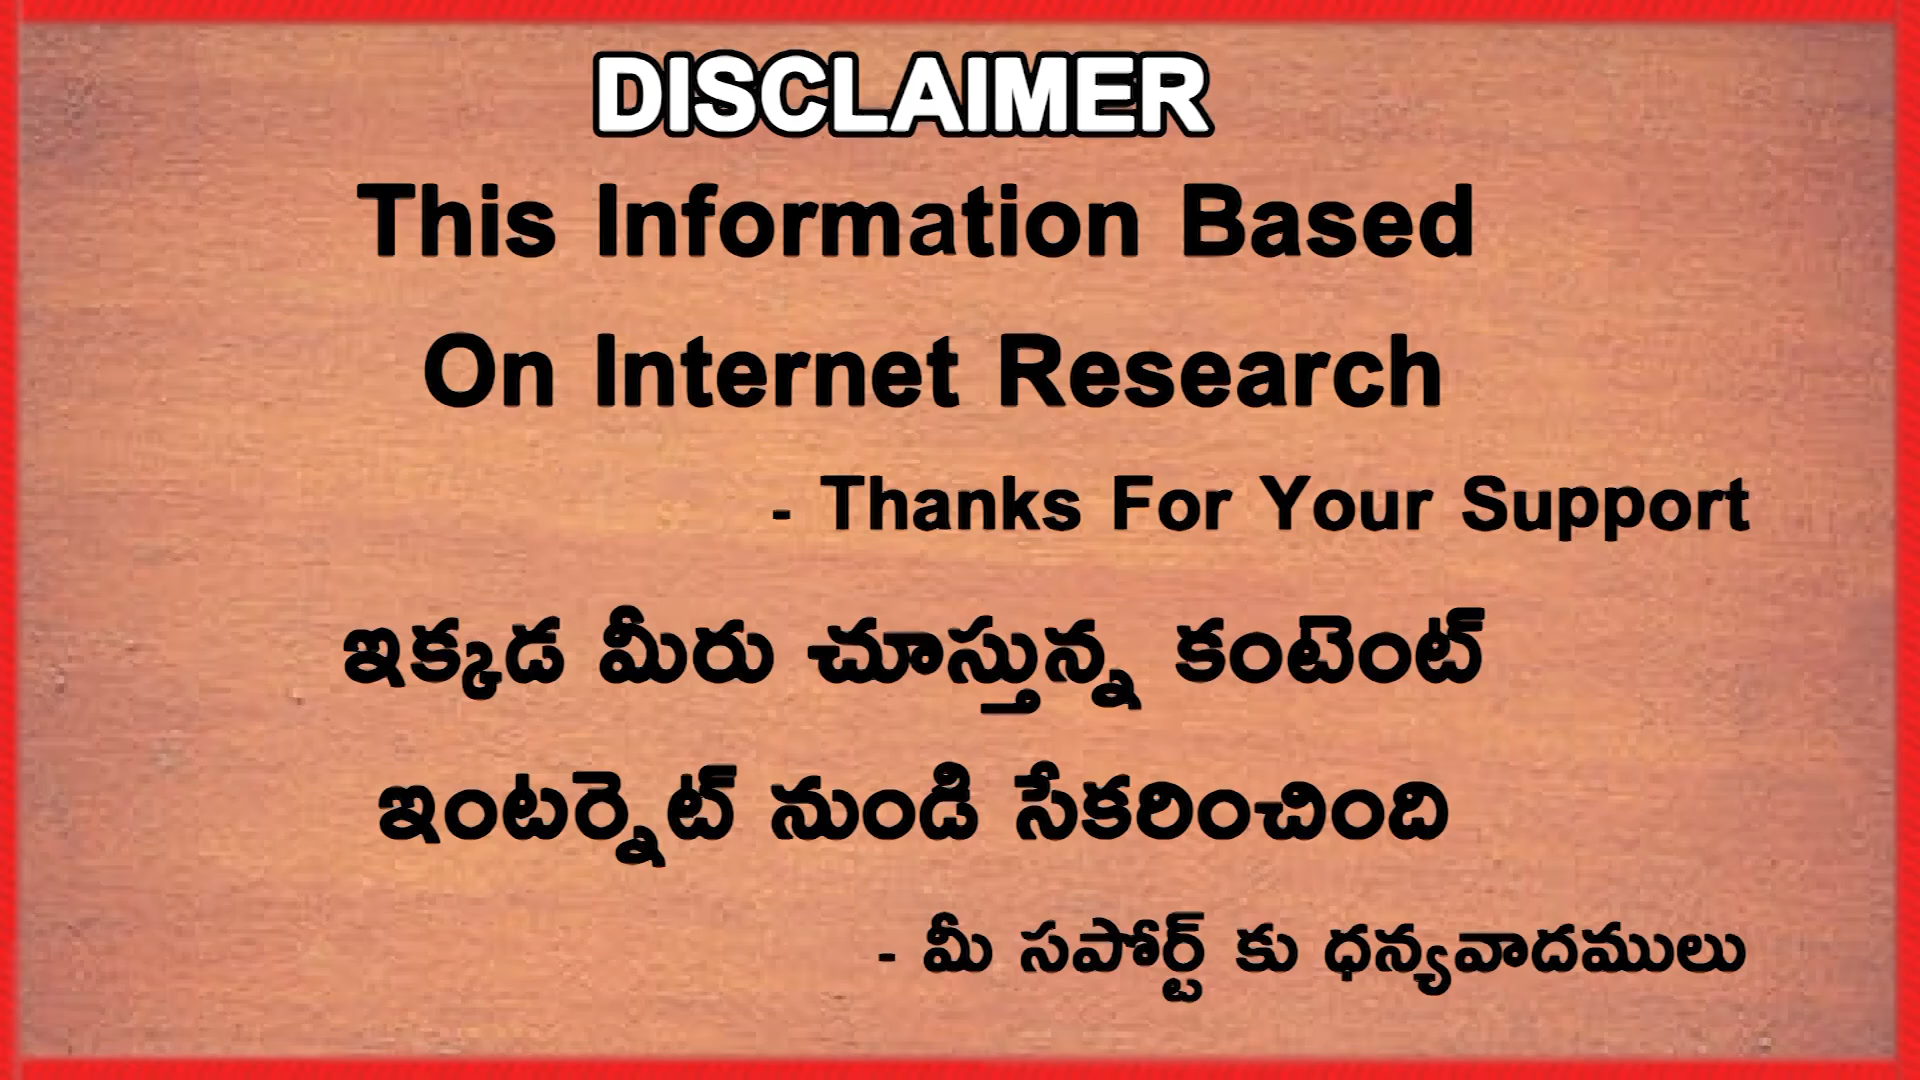 DISCLAIMER
This Information Based
On Internet Research
- Thanks For Your Support
ఇక్కడ మీరు చూస్తున్న కంటెంట్
ఇంటర్నెట్ నుండి సేకరించింది
- మీ సపోర్ట్ కు ధన్యవాదములు